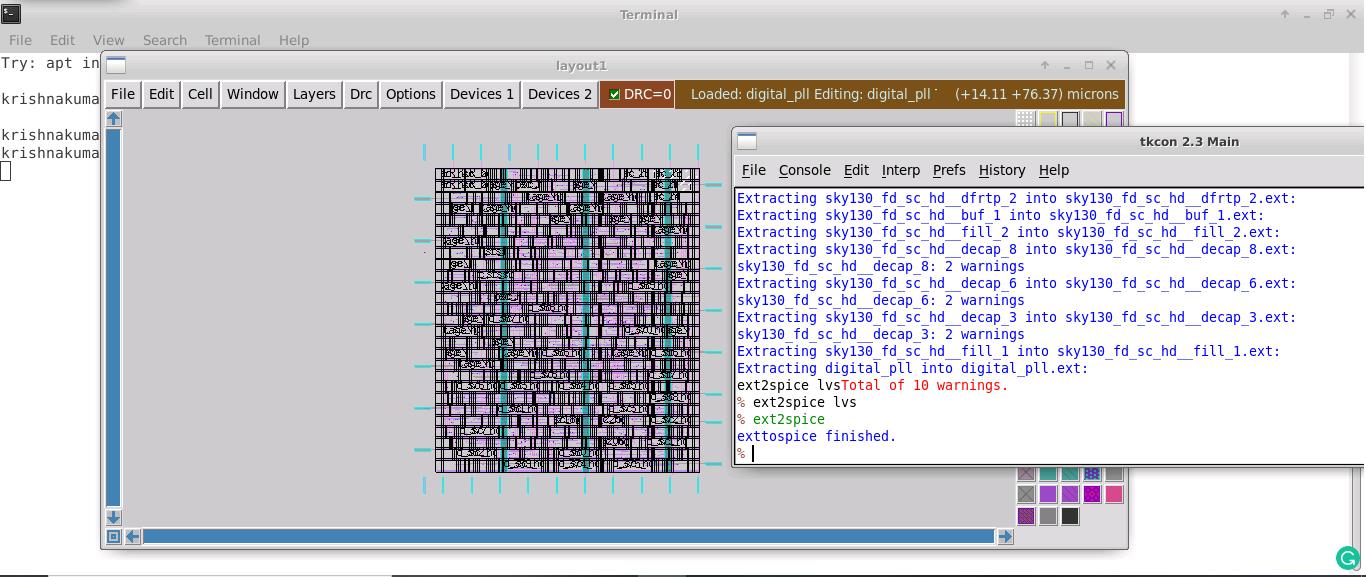 Terminal
File Edit View Search Terminal Help
Try: apt in
krishnakuma
krishnakuma
krishnakuma
layout1
File Edit Cell Window Layers Drc Options Devices 1 Devices 2 DRC=0 Loaded: digital_pll Editing: digital_pll (+14.11 +76.37) microns
tkcon 2.3 Main
File Console Edit Interp Prefs History Help
Extracting sky130_fd_sc_hd__dfrtp_2 into sky130_fd_sc_hd__dfrtp_2.ext:
Extracting sky130_fd_sc_hd__buf_1 into sky130_fd_sc_hd__buf_1.ext:
Extracting sky130_fd_sc_hd__fill_2 into sky130_fd_sc_hd__fill_2.ext:
Extracting sky130_fd_sc_hd__decap_8 into sky130_fd_sc_hd__decap_8.ext:
sky130_fd_sc_hd__decap_8: 2 warnings
Extracting sky130_fd_sc_hd__decap_6 into sky130_fd_sc_hd__decap_6.ext:
sky130_fd_sc_hd__decap_6: 2 warnings
Extracting sky130_fd_sc_hd__decap_3 into sky130_fd_sc_hd__decap_3.ext:
sky130_fd_sc_hd__decap_3: 2 warnings
Extracting sky130_fd_sc_hd__fill_1 into sky130_fd_sc_hd__fill_1.ext:
Extracting digital_pll into digital_pll.ext:
ext2spice lvsTotal of 10 warnings.
% ext2spice lvs
% ext2spice
exttospice finished.
%